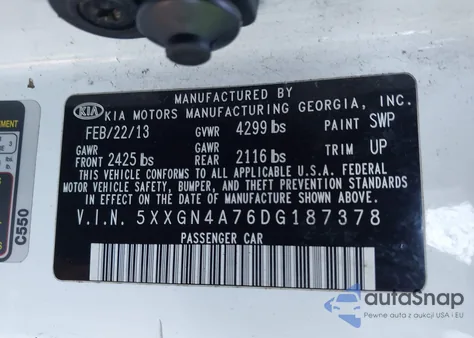 MANUFACTURED BY
KIA KIA MOTORS MANUFACTURING GEORGIA, INC.
FEB/22/13 GVWR 4299 lbs PAINT SWP
GAWR FRONT 2425 lbs GAWR REAR 2116 lbs TRIM UP
THIS VEHICLE CONFORMS TO ALL APPLICABLE U.S.A. FEDERAL
MOTOR VEHICLE SAFETY, BUMPER, AND THEFT PREVENTION STANDARDS
IN EFFECT ON THE DATE OF MANUFACTURE SHOWN ABOVE.
V.I.N. 5XXGN4A76DG187378
PASSENGER CAR
C550
autaSnap
Pewne auta z aukcji USA i EU